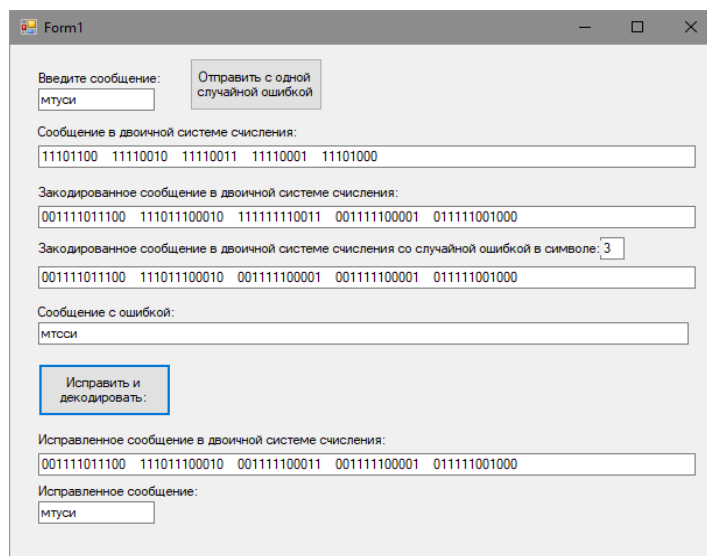 Form1
Введите сообщение:
Отправить с одной
случайной ошибкой
мтуси
Сообщение в двоичной системе счисления:
11101100 11110010 11110011 11110001 11101000
Закодированное сообщение в двоичной системе счисления:
001111011100 111011100010 111111110011 001111100001 011111001000
Закодированное сообщение в двоичной системе счисления со случайной ошибкой в символе: 3
001111011100 111011100010 001111100001 001111100001 011111001000
Сообщение с ошибкой:
мтсси
Исправить и
декодировать:
Исправленное сообщение в двоичной системе счисления:
001111011100 111011100010 001111100011 001111100001 011111001000
Исправленное сообщение:
мтуси